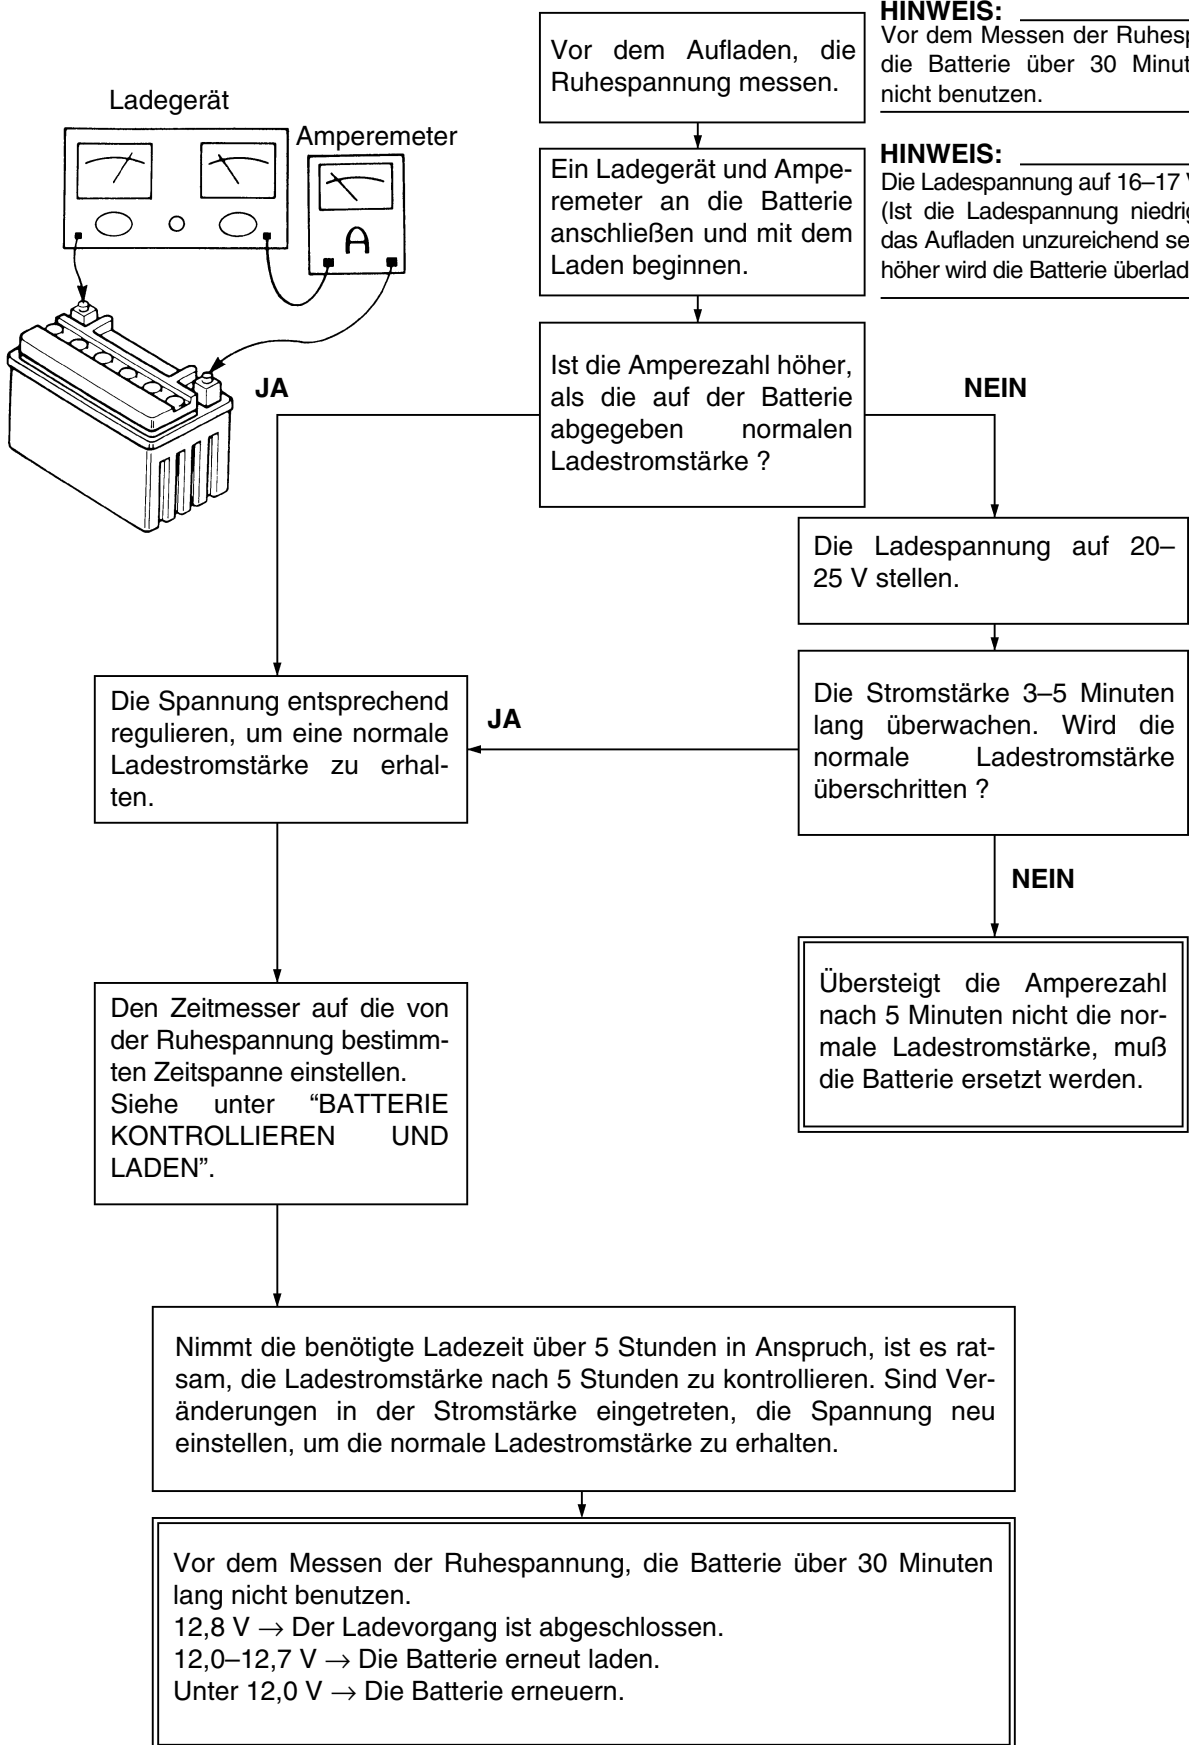 Ladegerät
Amperemeter
A
Vor dem Aufladen, die
Ruhespannung messen.
HINWEIS:
Vor dem Messen der
die Batterie über 30
nicht benutzen.
Ein Ladegerät und Ampe-
remeter an die Batterie
anschließen und mit dem
Laden beginnen.
HINWEIS:
Die Ladespannung auf 16–17
(Ist die Ladespannung
das Aufladen unzureichend
höher wird die Batterie
Ist die Amperezahl höher,
als die auf der Batterie
abgegeben normalen
Ladestromstärke ?
JA
NEIN
Die Ladespannung auf 20–
25 V stellen.
Die Stromstärke 3–5 Minuten
lang überwachen. Wird die
normale Ladestromstärke
überschritten ?
JA
Die Spannung entsprechend
regulieren, um eine normale
Ladestromstärke zu erhal-
ten.
NEIN
Übersteigt die Amperezahl
nach 5 Minuten nicht die nor-
male Ladestromstärke, muß
die Batterie ersetzt werden.
Den Zeitmesser auf die von
der Ruhespannung bestimm-
ten Zeitspanne einstellen.
Siehe unter “BATTERIE
KONTROLLIEREN UND
LADEN”.
Nimmt die benötigte Ladezeit über 5 Stunden in Anspruch, ist es rat-
sam, die Ladestromstärke nach 5 Stunden zu kontrollieren. Sind Ver-
änderungen in der Stromstärke eingetreten, die Spannung neu
einstellen, um die normale Ladestromstärke zu erhalten.
Vor dem Messen der Ruhespannung, die Batterie über 30 Minuten
lang nicht benutzen.
12,8 V → Der Ladevorgang ist abgeschlossen.
12,0–12,7 V → Die Batterie erneut laden.
Unter 12,0 V → Die Batterie erneuern.